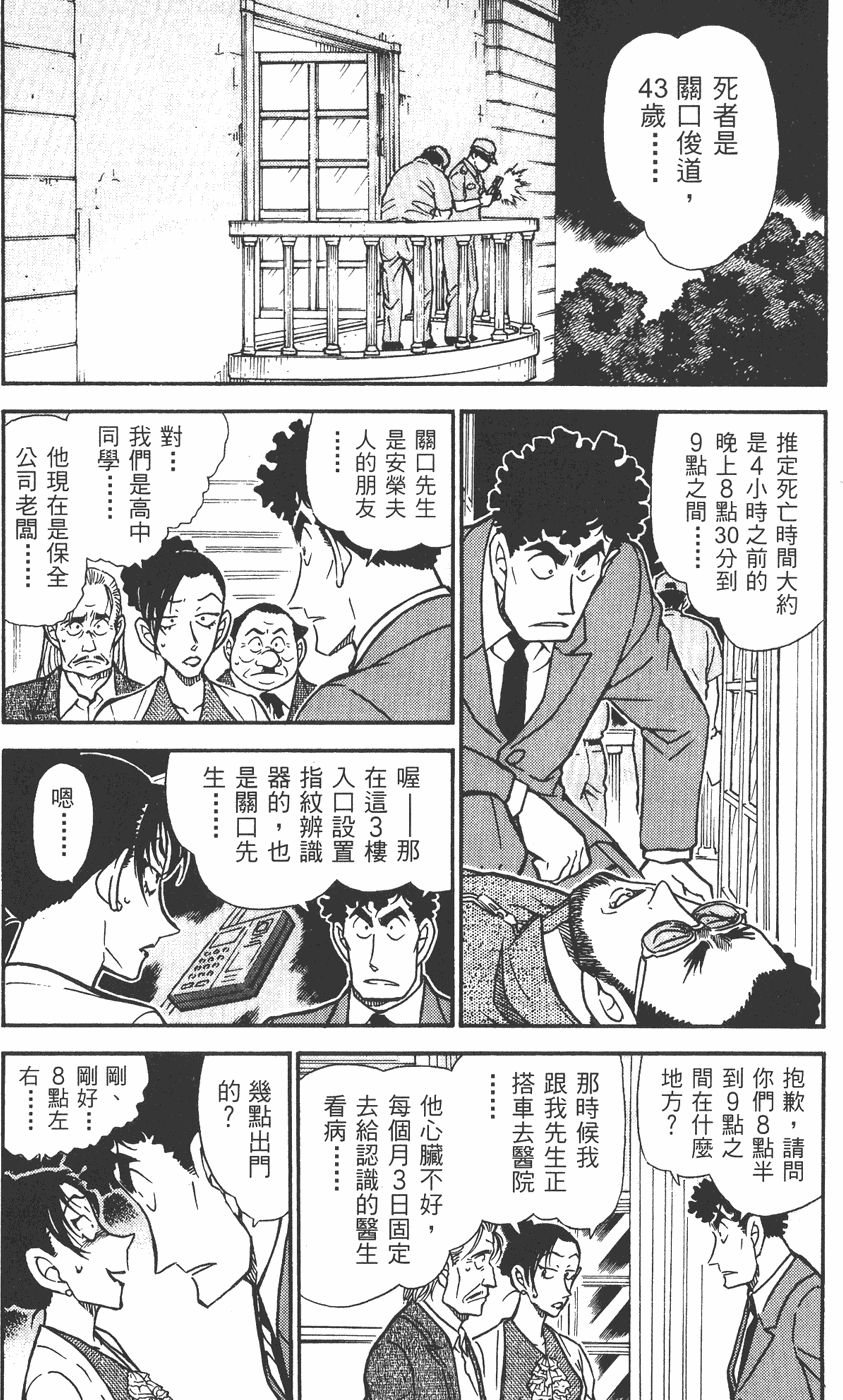 死者是
關口俊道，
43歲……
推定死亡時間大約
是4小時之前的
晚上8點30分到
9點之間……
關口先生
是安榮夫
人的朋友
……
對…
我們是高中
同學……
他現在是保全
公司老闆……
喔──那
在這3樓
入口設置
指紋辨識
器的，也
是關口先
生……
嗯……
抱歉，請問
你們8點半
到9點之
間在什麼
地方？
那時候我
跟我先生正
搭車去醫院
……
他心臟不好，
每個月3日固定
去給認識的醫生
看病……
幾點出門
的？
剛、
剛好…
8點左
右……